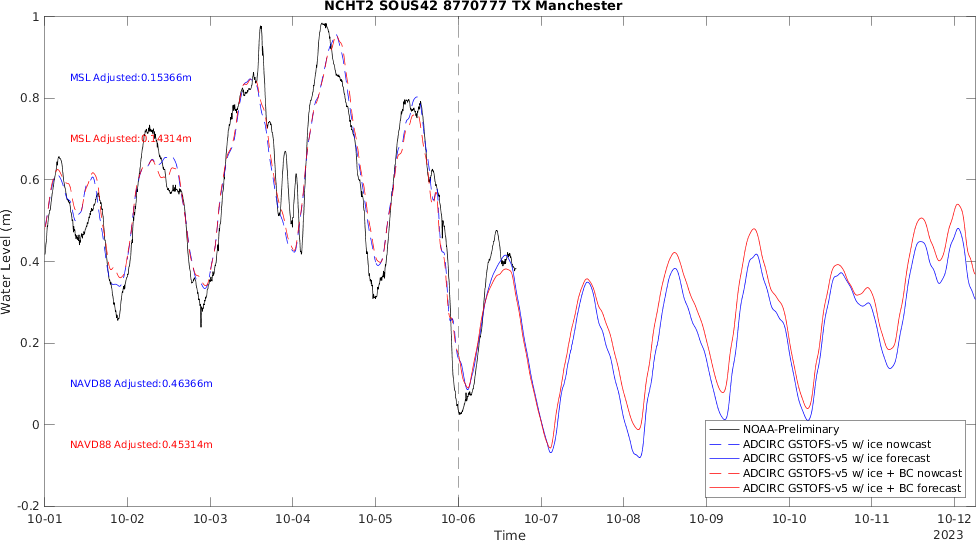 NCHT2 SOUS42 8770777 TX Manchester
1
0.8
0.6
0.4
0.2
0
-0.2
Water Level (m)
MSL Adjusted:0.15366m
MSL Adjusted:0.14314m
NAVD88 Adjusted:0.46366m
NAVD88 Adjusted:0.45314m
NOAA-Preliminary
ADCIRC GSTOFS-v5 w/ ice nowcast
ADCIRC GSTOFS-v5 w/ ice forecast
ADCIRC GSTOFS-v5 w/ ice + BC nowcast
ADCIRC GSTOFS-v5 w/ ice + BC forecast
10-01 10-02 10-03 10-04 10-05 10-06 10-07 10-08 10-09 10-10 10-11 10-12
Time
2023